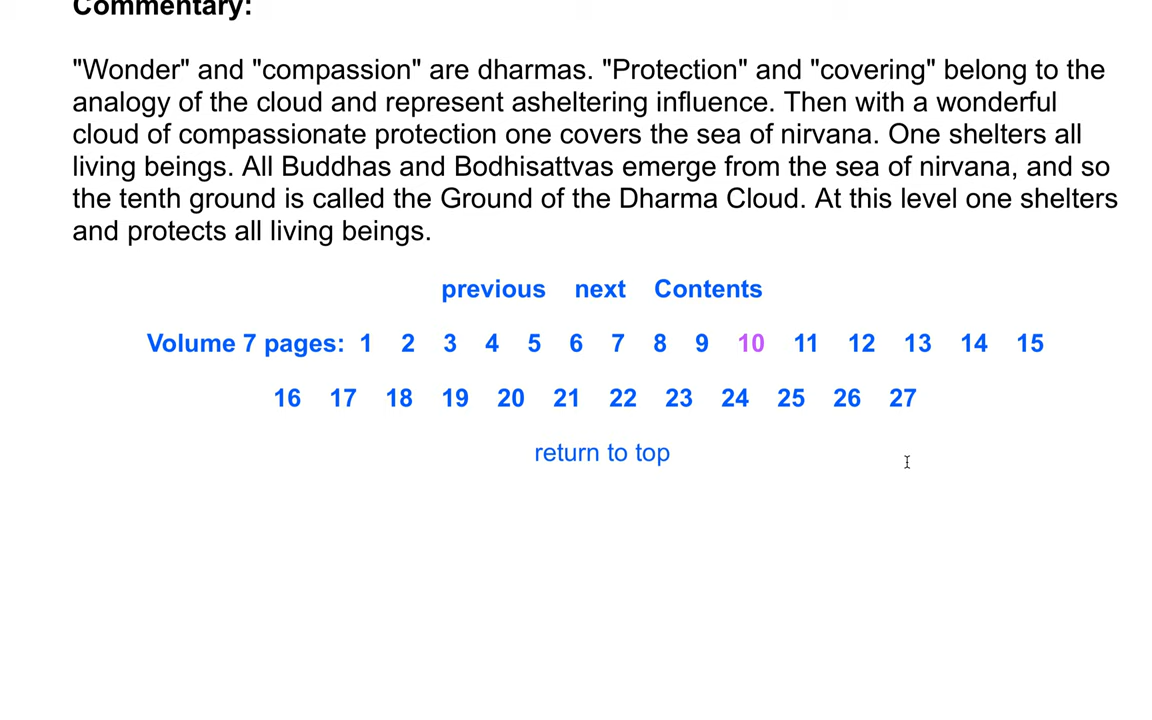 Commentary:
"Wonder" and "compassion" are dharmas. "Protection" and "covering" belong to the
analogy of the cloud and represent asheltering influence. Then with a wonderful
cloud of compassionate protection one covers the sea of nirvana. One shelters all
living beings. All Buddhas and Bodhisattvas emerge from the sea of nirvana, and so
the tenth ground is called the Ground of the Dharma Cloud. At this level one shelters
and protects all living beings.
previous next Contents
Volume 7 pages: 1 2 3 4 5 6 7 8 9 10 11 12 13 14 15
16 17 18 19 20 21 22 23 24 25 26 27
return to top